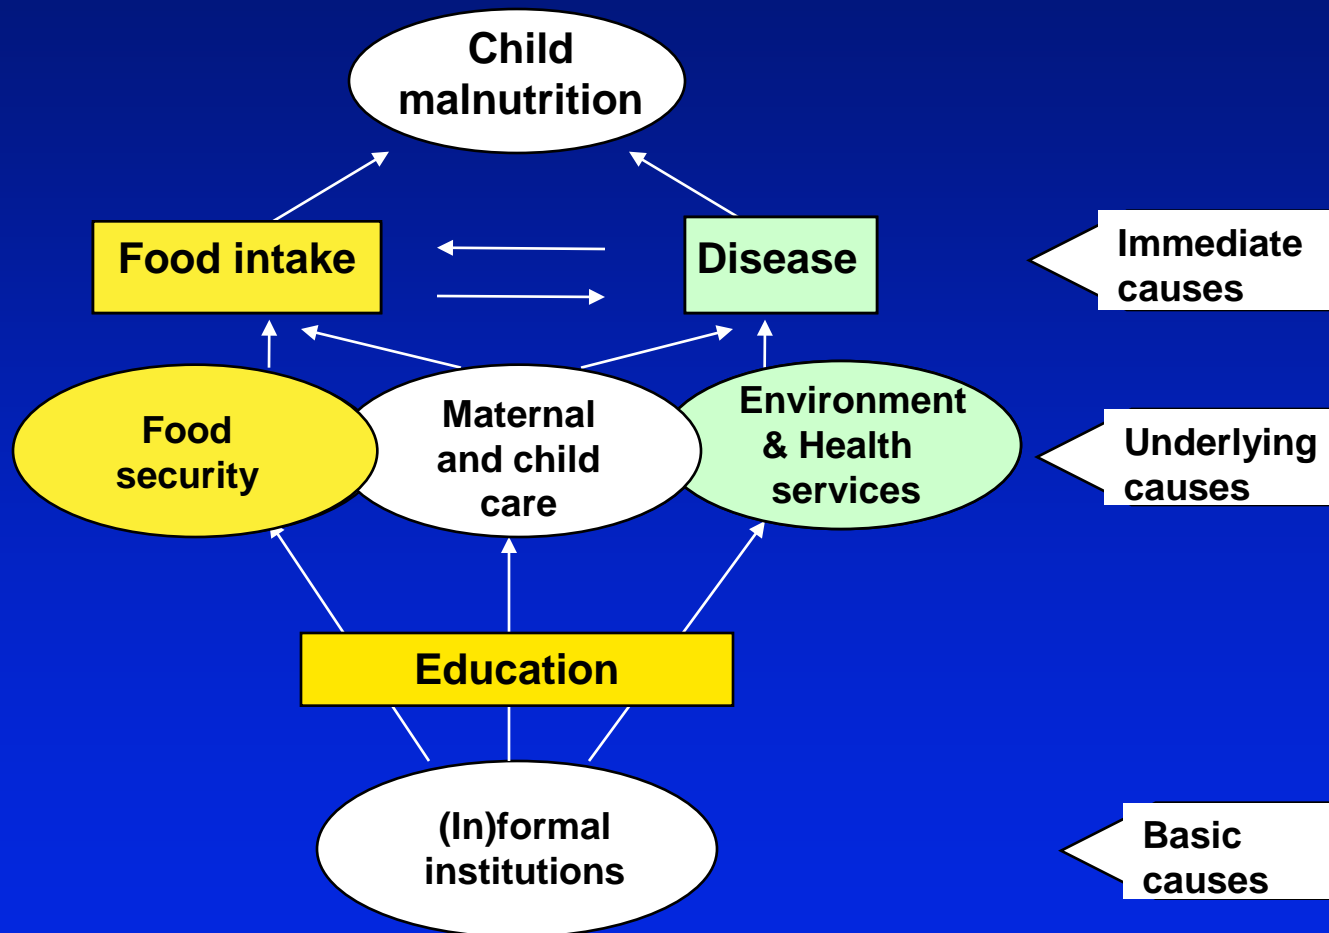 Child
malnutrition
Food intake
Disease
Immediate
causes
Food
security
Maternal
and child
care
Environment
& Health
services
Underlying
causes
Education
(In)formal
institutions
Basic
causes